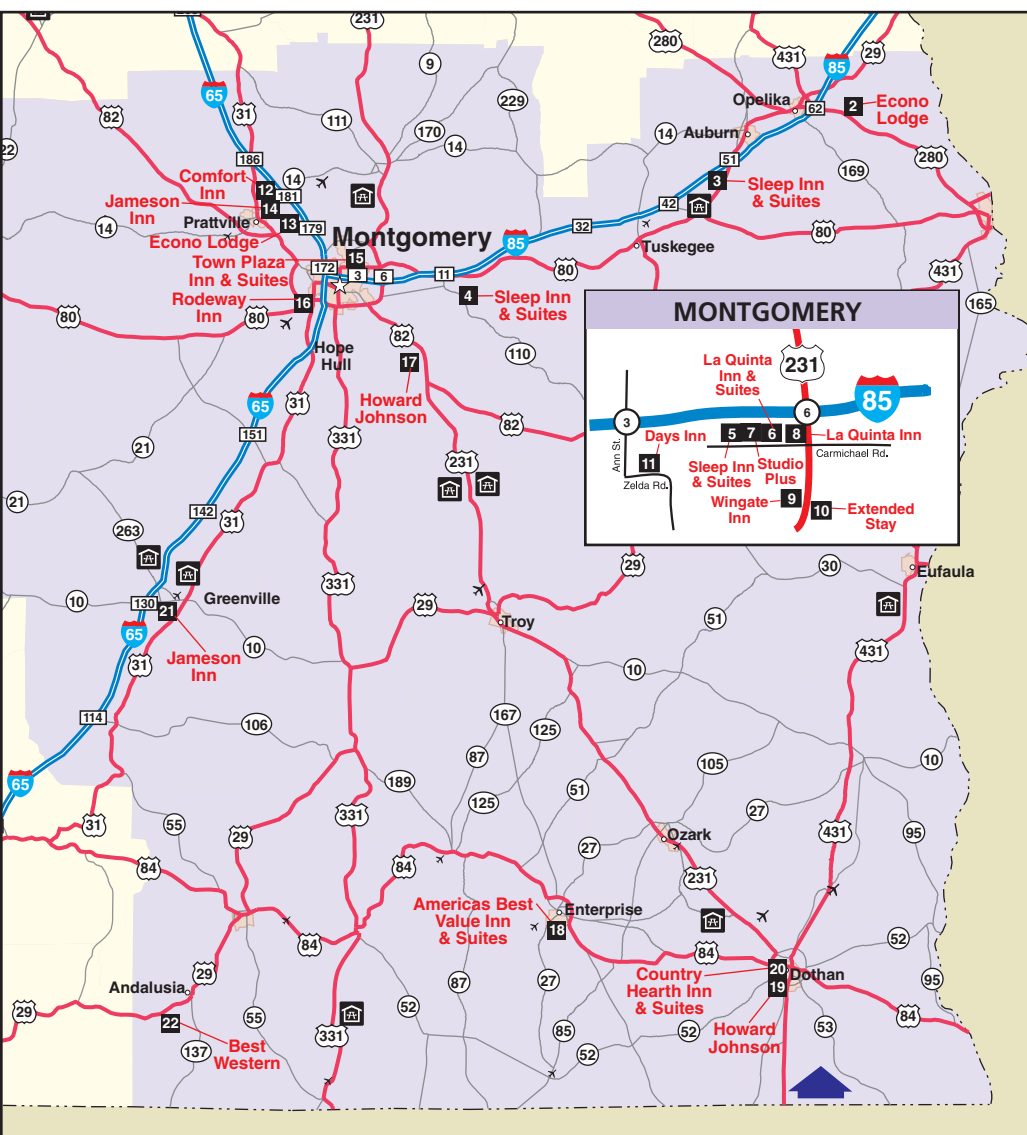 231
280
431
29
85
9
65
31
82
229
111
170
14
Opelika
62
2
Econo
Lodge
22
14
Auburn
186
14
51
280
169
Comfort
Inn
12
181
3
Sleep Inn
& Suites
Jameson
Inn
14
42
14
Prattville
13
179
32
80
Econo Lodge
Montgomery
85
Tuskegee
Town Plaza
Inn & Suites
15
172
3
6
11
80
431
Rodeway
Inn
16
4
Sleep Inn
& Suites
165
80
80
82
110
Hope
Hull
17
Howard
Johnson
31
65
151
331
82
21
231
21
142
31
263
MONTGOMERY
La Quinta
Inn &
Suites
231
85
3
6
Days Inn
5
7
6
8
La Quinta Inn
Ann St.
Carmichael Rd.
11
Sleep Inn
& Suites
Studio
Plus
Zelda Rd.
Wingate
Inn
9
10
Extended
Stay
331
29
30
Eufaula
10
130
21
Greenville
29
Troy
51
65
10
431
31
Jameson
Inn
10
114
106
167
125
87
105
10
65
189
125
51
27
31
55
29
331
Ozark
431
95
27
84
84
231
Americas Best
Value Inn
& Suites
Enterprise
18
84
84
52
29
87
27
Country
Hearth Inn
& Suites
20
Dothan
19
95
Andalusia
29
22
55
52
84
331
85
52
Howard
Johnson
53
137
Best
Western
52